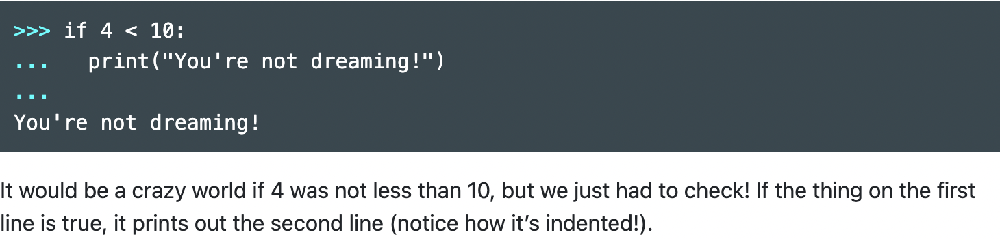 >>> if 4 < 10:
...   print("You're not dreaming!")
...
You're not dreaming!
It would be a crazy world if 4 was not less than 10, but we just had to check! If the thing on the first
line is true, it prints out the second line (notice how it’s indented!).